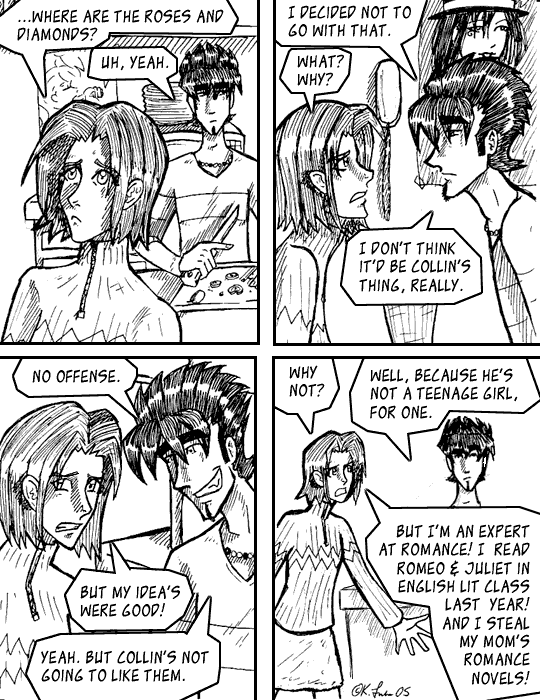 ...WHERE ARE THE ROSES AND
DIAMONDS?
UH, YEAH.
I DECIDED NOT TO
GO WITH THAT.
WHAT?
WHY?
I DON'T THINK
IT'D BE COLLIN'S
THING, REALLY.
NO OFFENSE.
BUT MY IDEA'S
WERE GOOD!
YEAH. BUT COLLIN'S NOT
GOING TO LIKE THEM.
WHY
NOT?
WELL, BECAUSE HE'S
NOT A TEENAGE GIRL,
FOR ONE.
BUT I'M AN EXPERT
AT ROMANCE! I READ
ROMEO & JULIET IN
ENGLISH LIT CLASS
LAST YEAR!
AND I STEAL
MY MOM'S
ROMANCE
NOVELS!
©K. 05